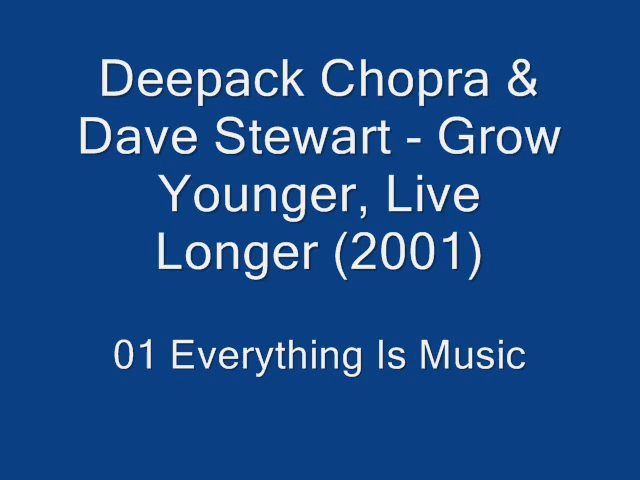 Deepack Chopra &
Dave Stewart - Grow
Younger, Live
Longer (2001)
01 Everything Is Music